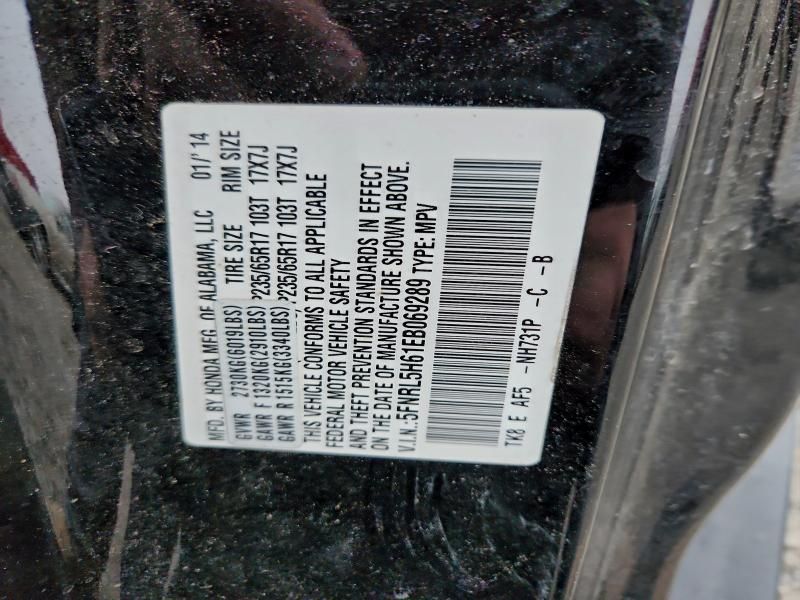 MFD. BY HONDA MFG. OF ALABAMA, LLC 01/'14
GVWR 2730KG(6019LBS) TIRE SIZE RIM SIZE
GAWR F 1320KG(2910LBS) P235/65R17 103T 17X7J
GAWR R 1515KG(3340LBS) P235/65R17 103T 17X7J
THIS VEHICLE CONFORMS TO ALL APPLICABLE
FEDERAL MOTOR VEHICLE SAFETY
AND THEFT PREVENTION STANDARDS IN EFFECT
ON THE DATE OF MANUFACTURE SHOWN ABOVE.
V.I.N.:5FNRL5H61EB069289 TYPE: MPV
TK8 E AF5 -NH731P -C -B